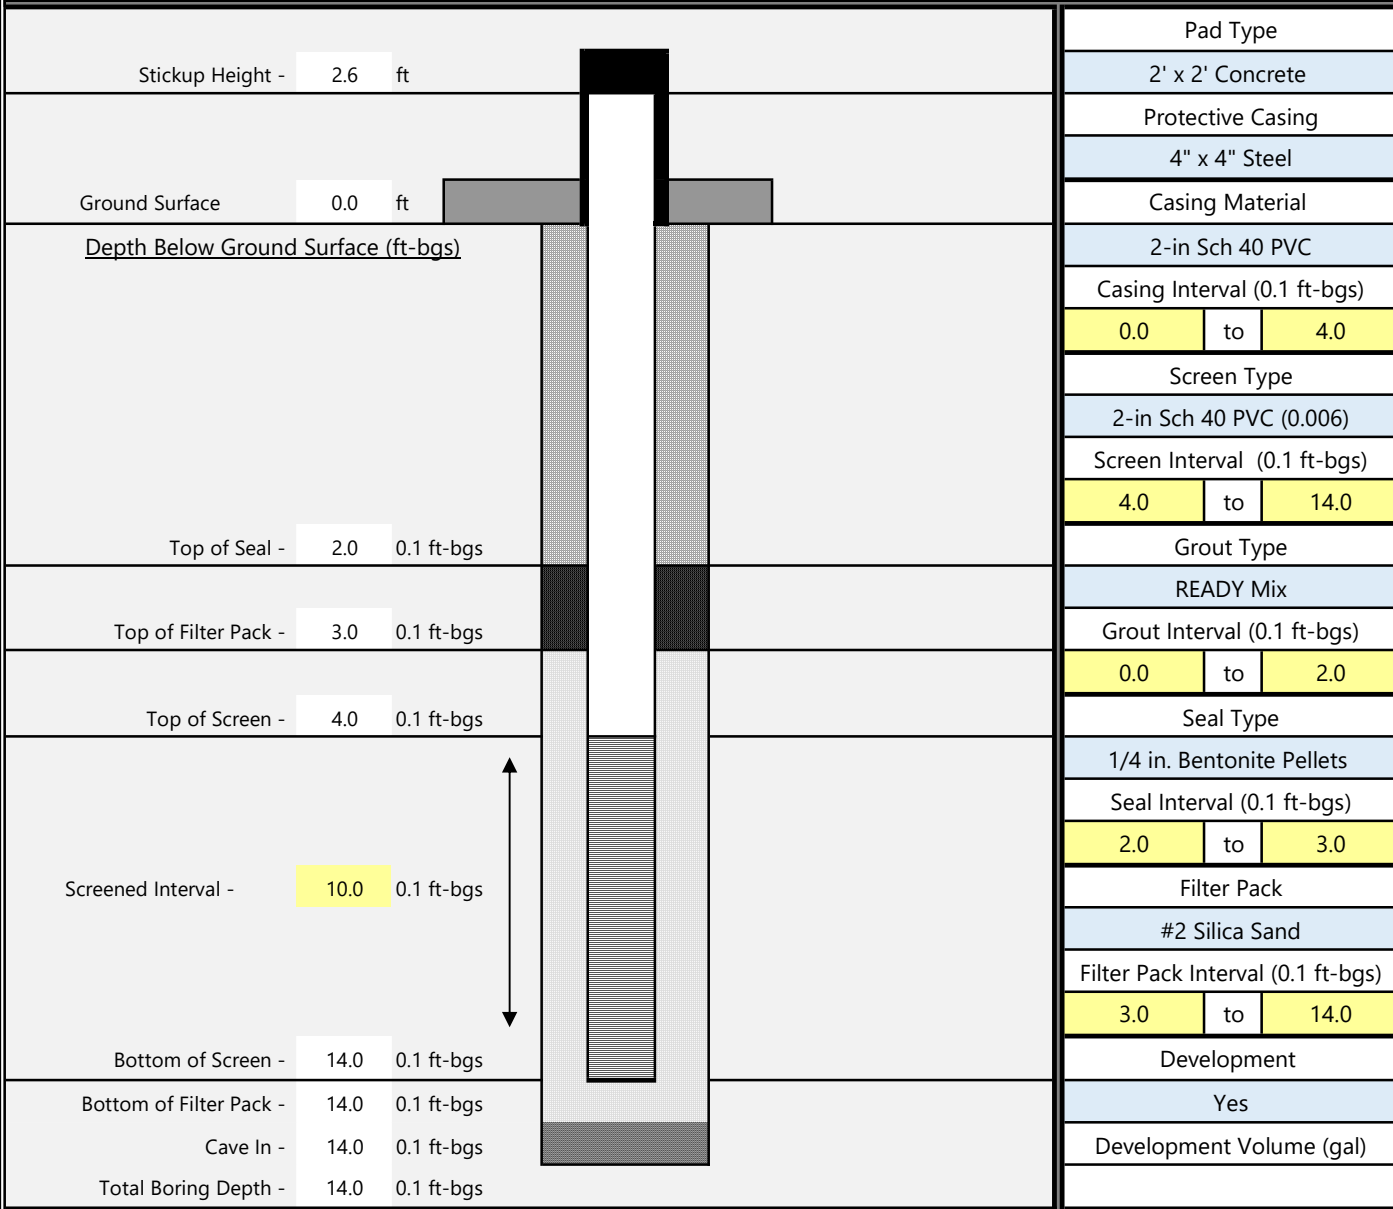 Stickup Height - 2.6 ft
Ground Surface 0.0 ft
Depth Below Ground Surface (ft-bgs)
Top of Seal - 2.0 0.1 ft-bgs
Top of Filter Pack - 3.0 0.1 ft-bgs
Top of Screen - 4.0 0.1 ft-bgs
Screened Interval - 10.0 0.1 ft-bgs
Bottom of Screen - 14.0 0.1 ft-bgs
Bottom of Filter Pack - 14.0 0.1 ft-bgs
Cave In - 14.0 0.1 ft-bgs
Total Boring Depth - 14.0 0.1 ft-bgs
Pad Type
2' x 2' Concrete
Protective Casing
4" x 4" Steel
Casing Material
2-in Sch 40 PVC
Casing Interval (0.1 ft-bgs)
0.0 to 4.0
Screen Type
2-in Sch 40 PVC (0.006)
Screen Interval (0.1 ft-bgs)
4.0 to 14.0
Grout Type
READY Mix
Grout Interval (0.1 ft-bgs)
0.0 to 2.0
Seal Type
1/4 in. Bentonite Pellets
Seal Interval (0.1 ft-bgs)
2.0 to 3.0
Filter Pack
#2 Silica Sand
Filter Pack Interval (0.1 ft-bgs)
3.0 to 14.0
Development
Yes
Development Volume (gal)